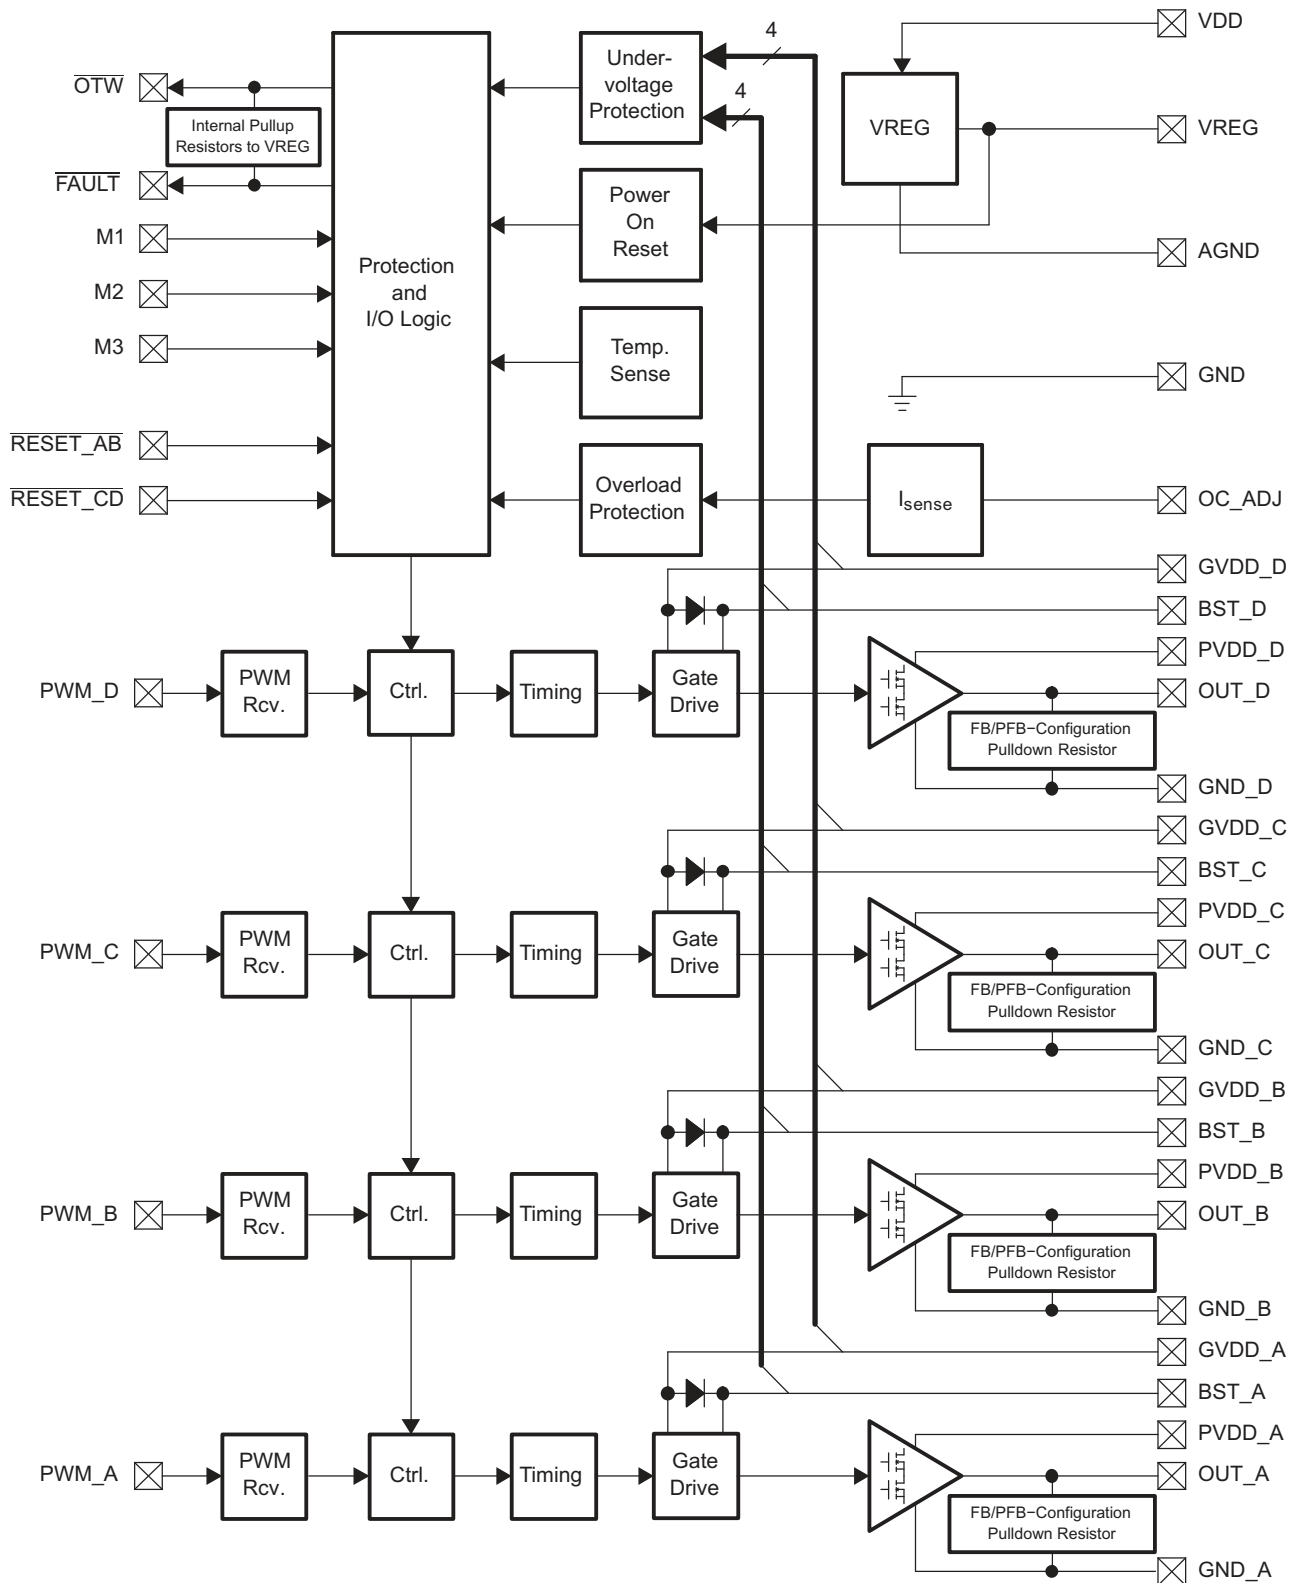 4
VDD
Under-
voltage
Protection
OTW
4
Internal Pullup
Resistors to VREG
VREG
VREG
FAULT
Power
On
Reset
M1
AGND
Protection
and
I/O Logic
M2
M3
Temp.
Sense
GND
RESET_AB
RESET_CD
Overload
Protection
Isense
OC_ADJ
GVDD_D
BST_D
PVDD_D
PWM_D
PWM
Rcv.
Ctrl.
Timing
Gate
Drive
OUT_D
FB/PFB−Configuration
Pulldown Resistor
GND_D
GVDD_C
BST_C
PVDD_C
PWM_C
PWM
Rcv.
Ctrl.
Timing
Gate
Drive
OUT_C
FB/PFB−Configuration
Pulldown Resistor
GND_C
GVDD_B
BST_B
PVDD_B
PWM_B
PWM
Rcv.
Ctrl.
Timing
Gate
Drive
OUT_B
FB/PFB−Configuration
Pulldown Resistor
GND_B
GVDD_A
BST_A
PVDD_A
PWM_A
PWM
Rcv.
Ctrl.
Timing
Gate
Drive
OUT_A
FB/PFB−Configuration
Pulldown Resistor
GND_A